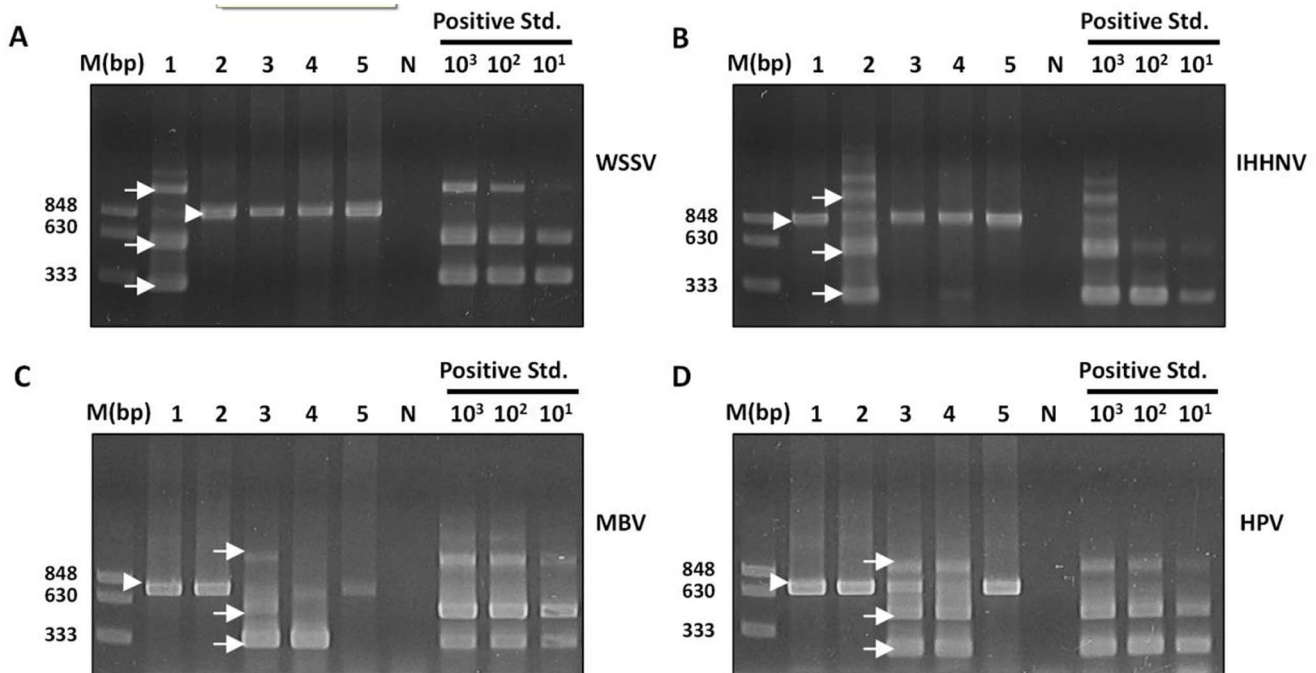 A
Positive Std.
M(bp) 1 2 3 4 5 N 10³ 10² 10¹
848
630
333
WSSV
B
Positive Std.
M(bp) 1 2 3 4 5 N 10³ 10² 10¹
848
630
333
IHHNV
C
Positive Std.
M(bp) 1 2 3 4 5 N 10³ 10² 10¹
848
630
333
MBV
D
Positive Std.
M(bp) 1 2 3 4 5 N 10³ 10² 10¹
848
630
333
HPV